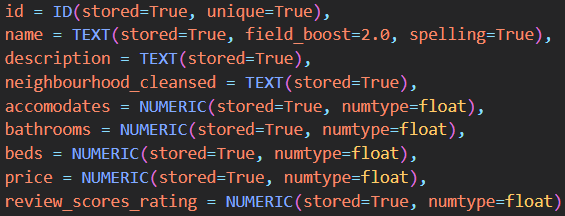 id = ID(stored=True, unique=True),
name = TEXT(stored=True, field_boost=2.0, spelling=True),
description = TEXT(stored=True),
neighbourhood_cleansed = TEXT(stored=True),
accomodates = NUMERIC(stored=True, numtype=float),
bathrooms = NUMERIC(stored=True, numtype=float),
beds = NUMERIC(stored=True, numtype=float),
price = NUMERIC(stored=True, numtype=float),
review_scores_rating = NUMERIC(stored=True, numtype=float)